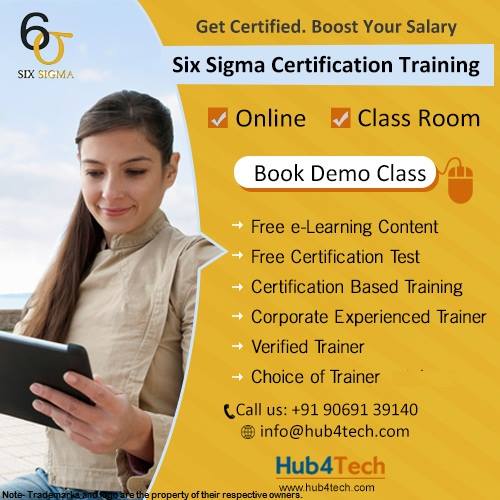 6σ
SIX SIGMA
Get Certified. Boost Your Salary
Six Sigma Certification Training
Online
Class Room
Book Demo Class
Free e-Learning Content
Free Certification Test
Certification Based Training
Corporate Experienced Trainer
Verified Trainer
Choice of Trainer
Call us: +91 90691 39140
info@hub4tech.com
Hub4Tech
www.hub4tech.com
Note- Trademarks and logo are the property of their respective owners.